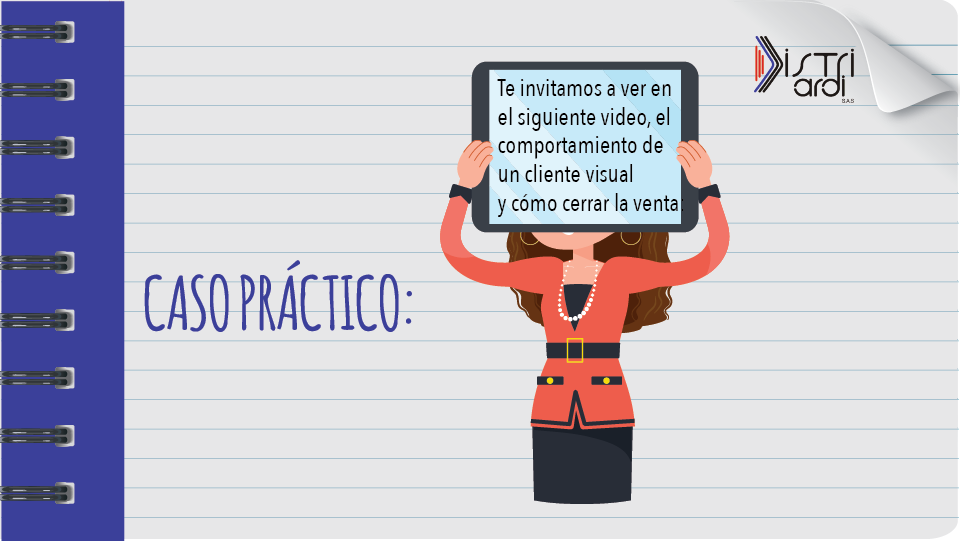 Distri
ardi
SAS
Te invitamos a ver en
el siguiente video, el
comportamiento de
un cliente visual
y cómo cerrar la venta:
CASO PRÁCTICO: